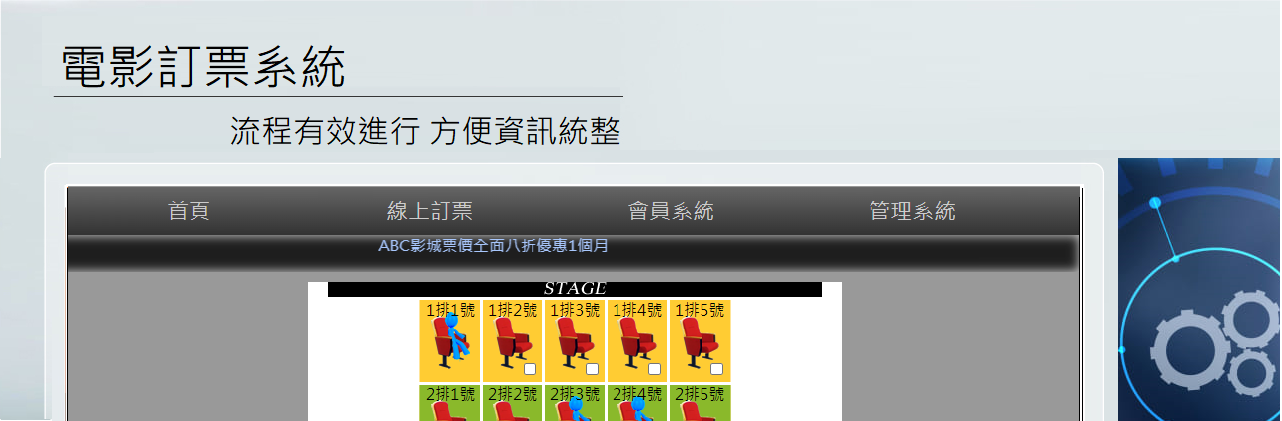 電影訂票系統
流程有效進行 方便資訊統整
首頁 線上訂票 會員系統 管理系統
ABC影城票價全面八折優惠1個月
STAGE
1排1號 1排2號 1排3號 1排4號 1排5號
2排1號 2排2號 2排3號 2排4號 2排5號